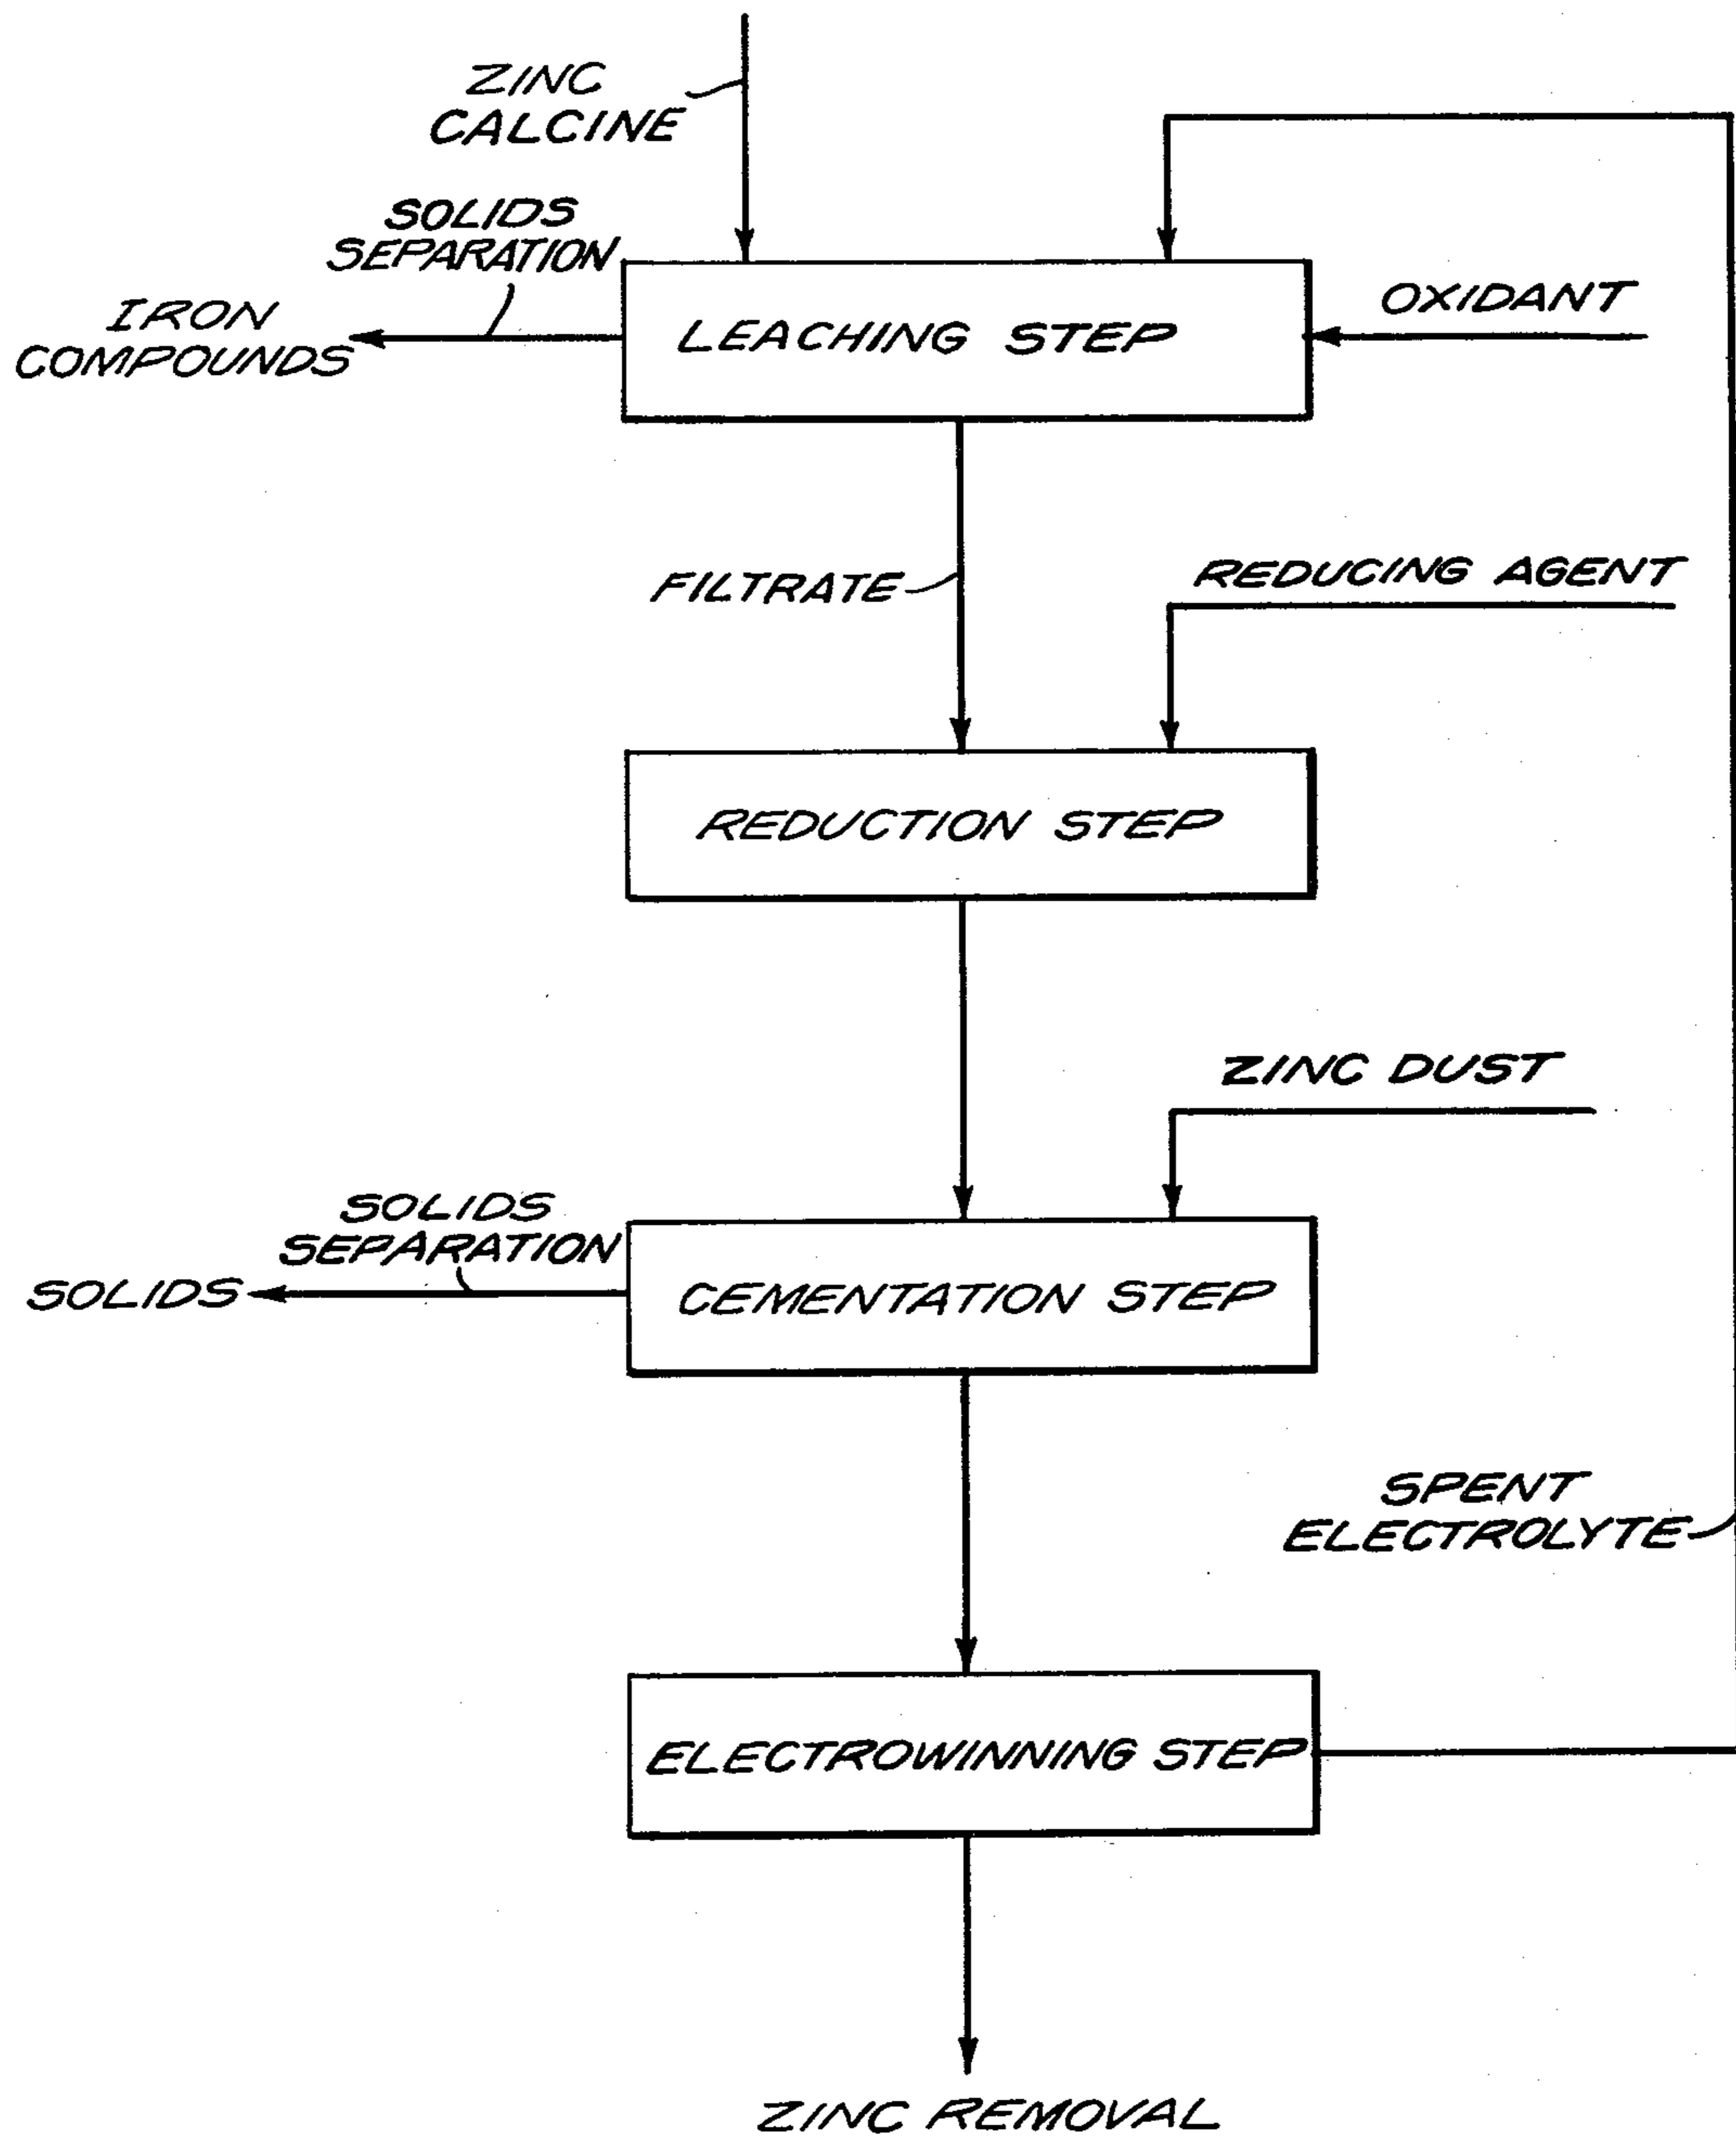 ZINC
CALCINE
SOLIDS
SEPARATION
IRON
COMPOUNDS
LEACHING STEP
OXIDANT
FILTRATE
REDUCING AGENT
REDUCTION STEP
ZINC DUST
SOLIDS
SEPARATION
SOLIDS
CEMENTATION STEP
SPENT
ELECTROLYTE
ELECTROWINNING STEP
ZINC REMOVAL